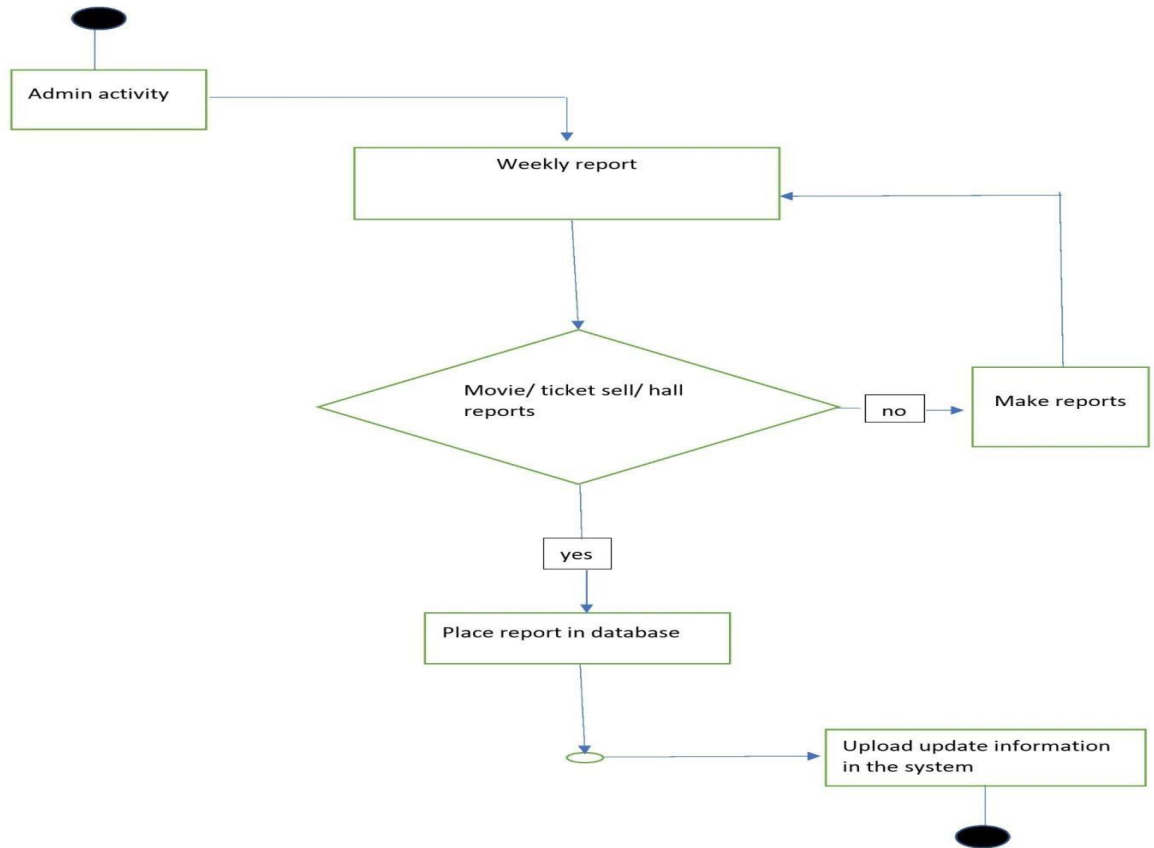 Admin activity
Weekly report
Movie/ ticket sell/ hall
reports
no
Make reports
yes
Place report in database
Upload update information
in the system